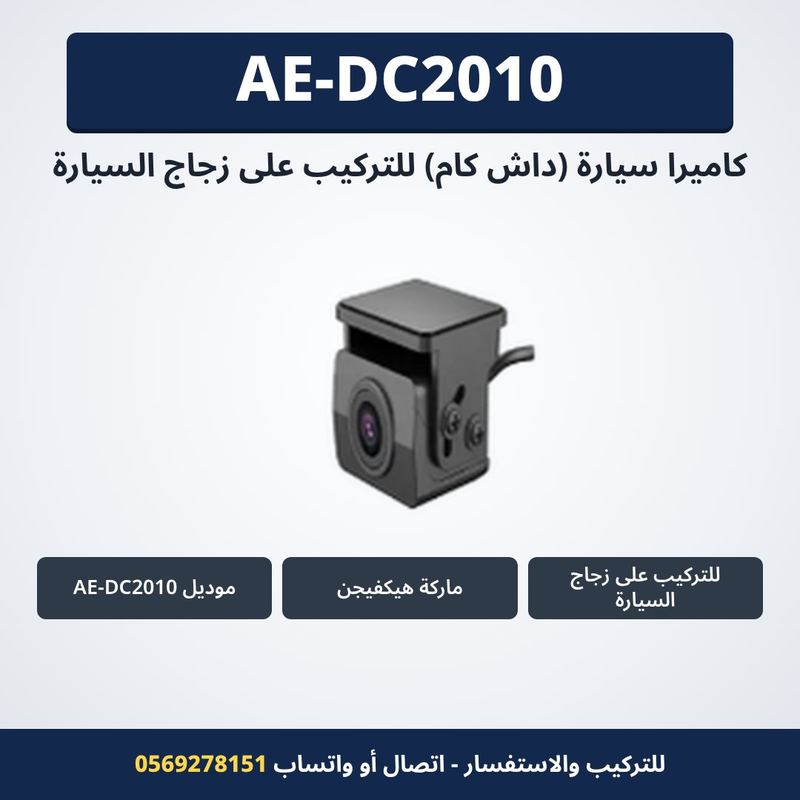 AE-DC2010
كاميرا سيارة (داش كام) للتركيب على زجاج السيارة
للتركيب على زجاج
السيارة
ماركة هيكفيجن
موديل AE-DC2010
للتركيب والاستفسار - اتصال أو واتساب 0569278151